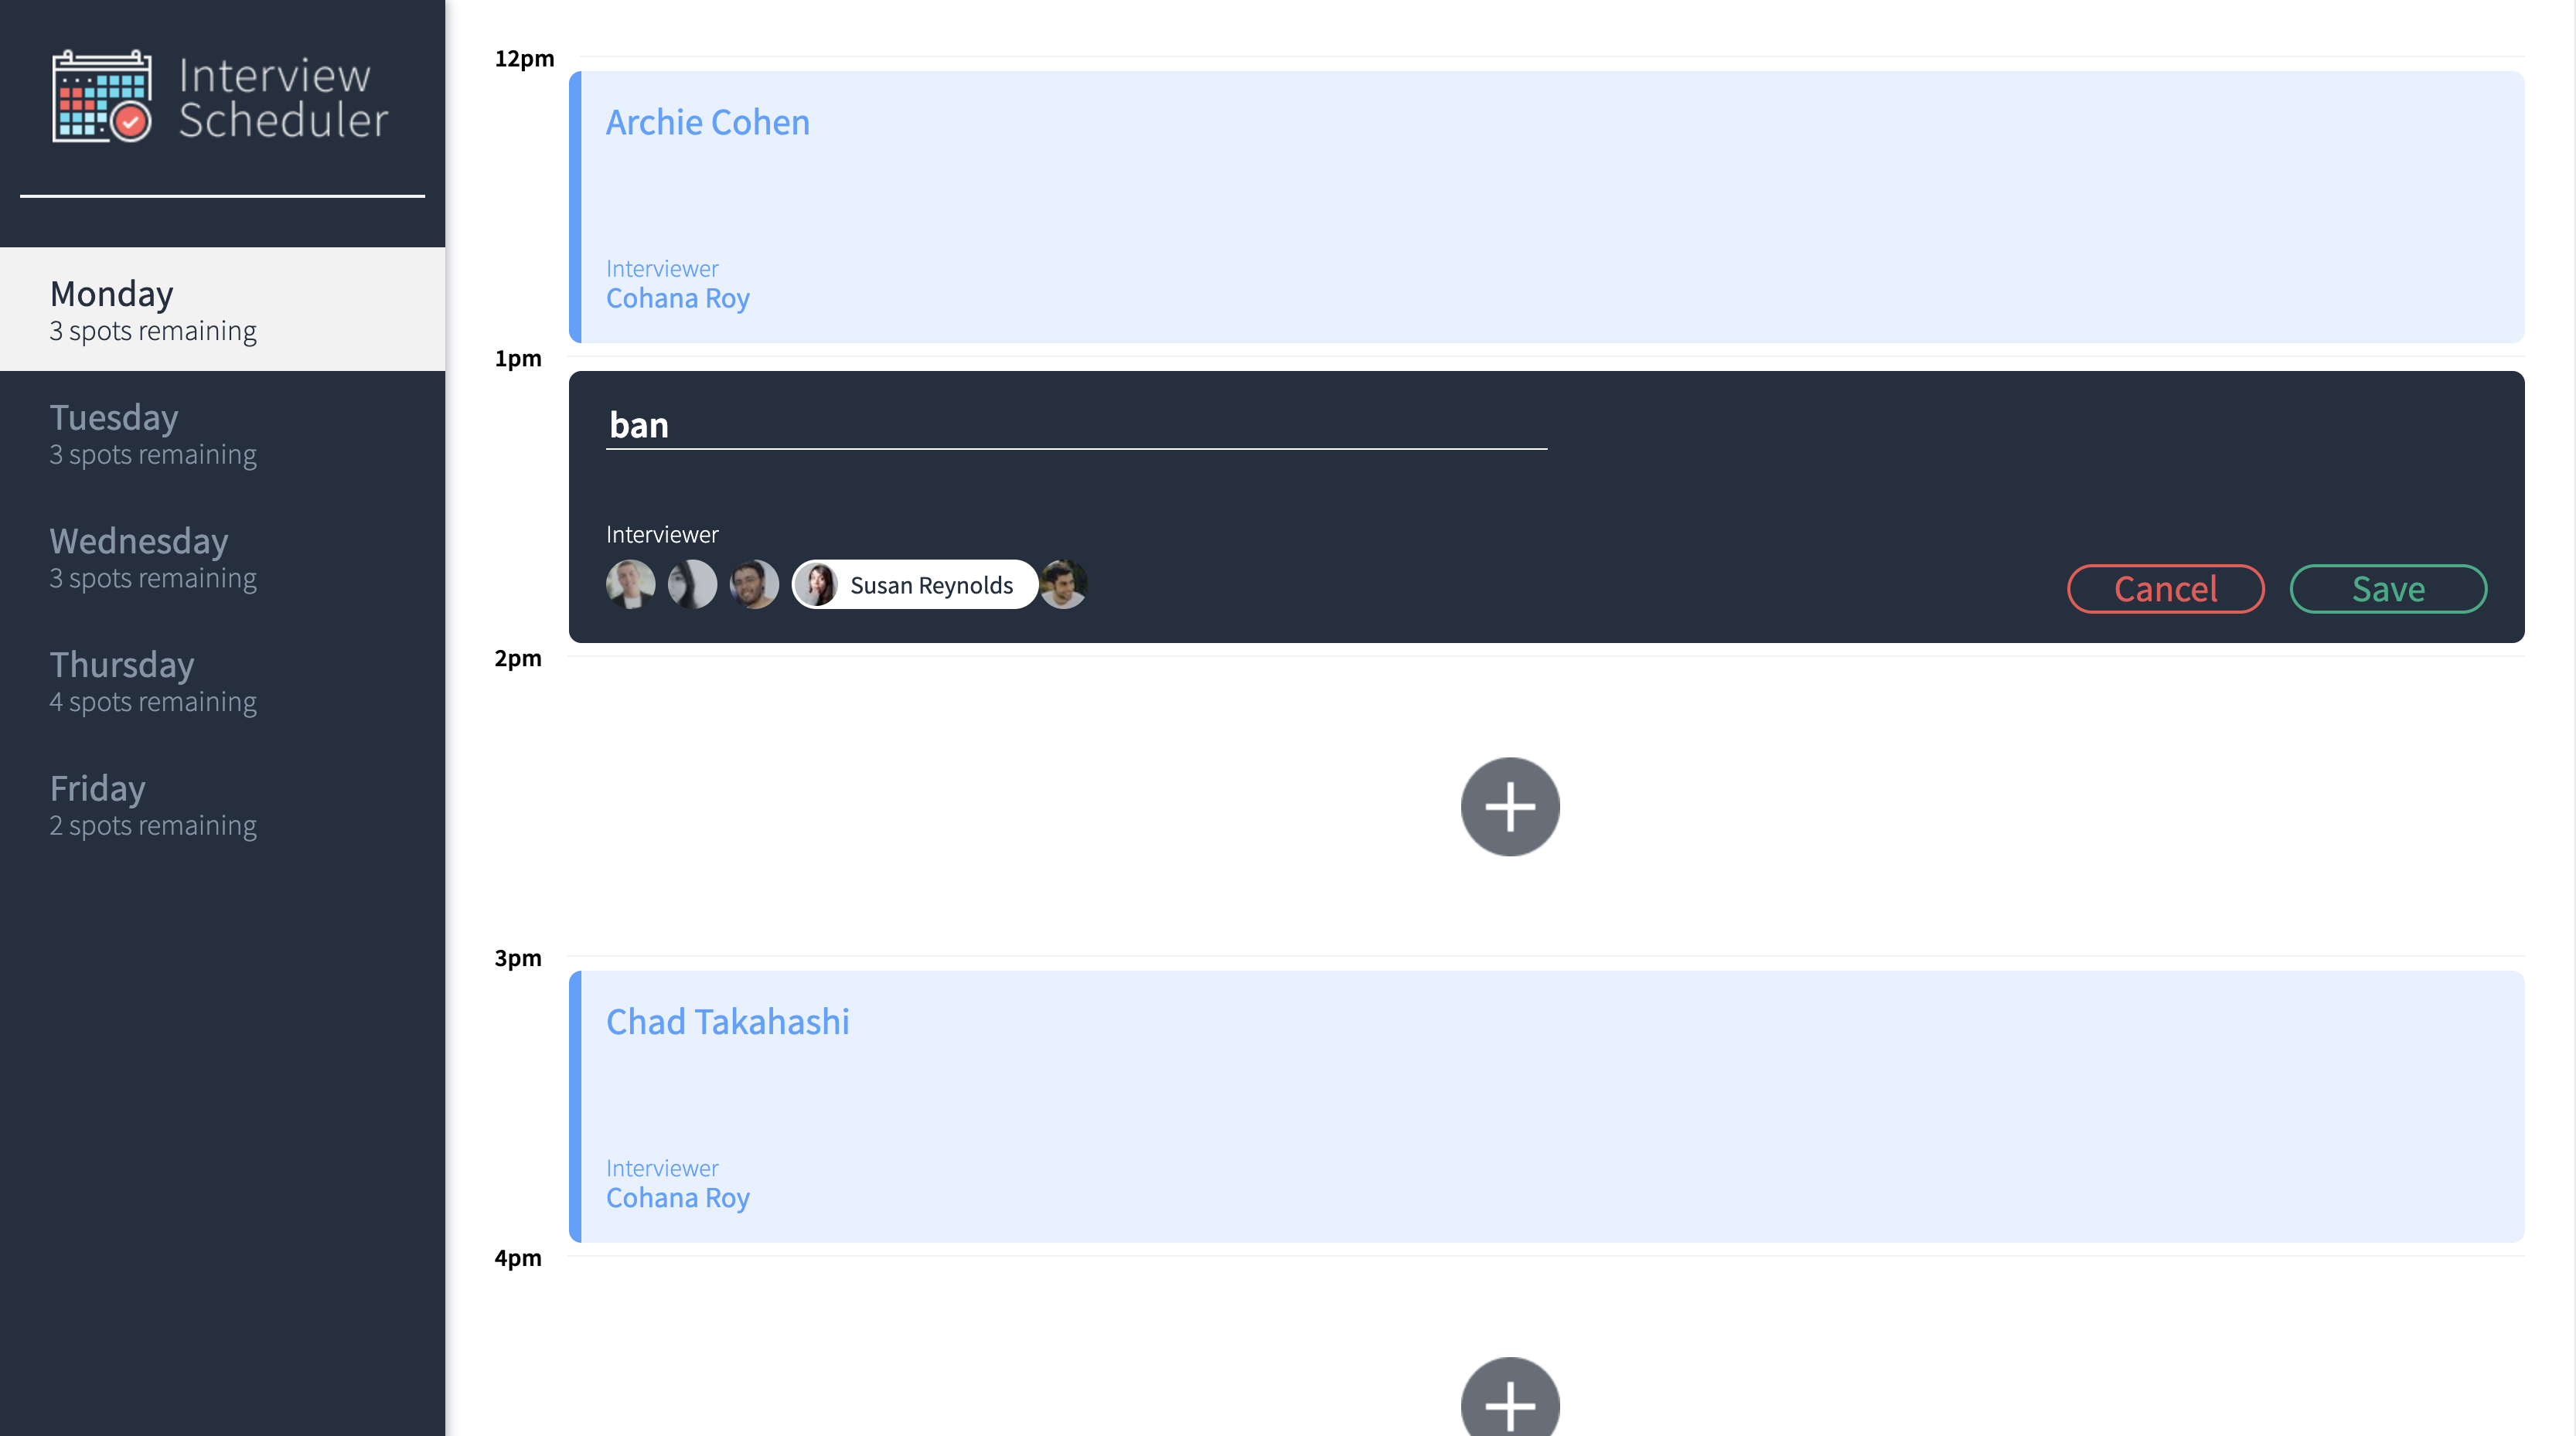 Interview
Scheduler
Monday
3 spots remaining
Tuesday
3 spots remaining
Wednesday
3 spots remaining
Thursday
4 spots remaining
Friday
2 spots remaining
12pm
Archie Cohen
Interviewer
Cohana Roy
1pm
ban
Interviewer
Susan Reynolds
Cancel
Save
2pm
3pm
Chad Takahashi
Interviewer
Cohana Roy
4pm